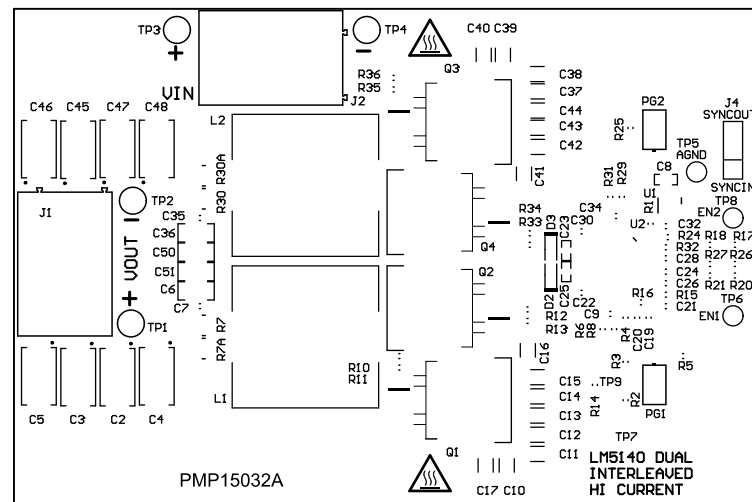 TP3
TP4
C40 C39
+
-
R36
R35
Q3
C38
C37
C44
C43
C42
VIN
J2
C46 C45 C47 C48
L2
PG2
R25
J4
SYNCOUT
TP5
AGND
SYNCIN
C41
R30A
R30
R31
R29
C8
U1
R1
TP8
EN2
J1
TP2
-
VOUT
+
TP1
C35
C36
C50
C51
C6
C7
R34
R33
D3
C23
C34
C30
U2
Q4
Q2
D2
C25
C22
C32
R24
R32
C28
C24
C26
R15
C21
R18 R17
R27 R26
R21 R20
TP6
EN1
R16
C9
R12
R13
R6
R8
R4
C20
C19
R7
R7A
R10
R11
C16
R3
R5
L1
C15
C14
C13
C12
C11
TP9
R14
R2
PG1
TP7
C5 C3 C2 C4
Q1
C17 C10
PMP15032A
LM5140 DUAL
INTERLEAVED
HI CURRENT